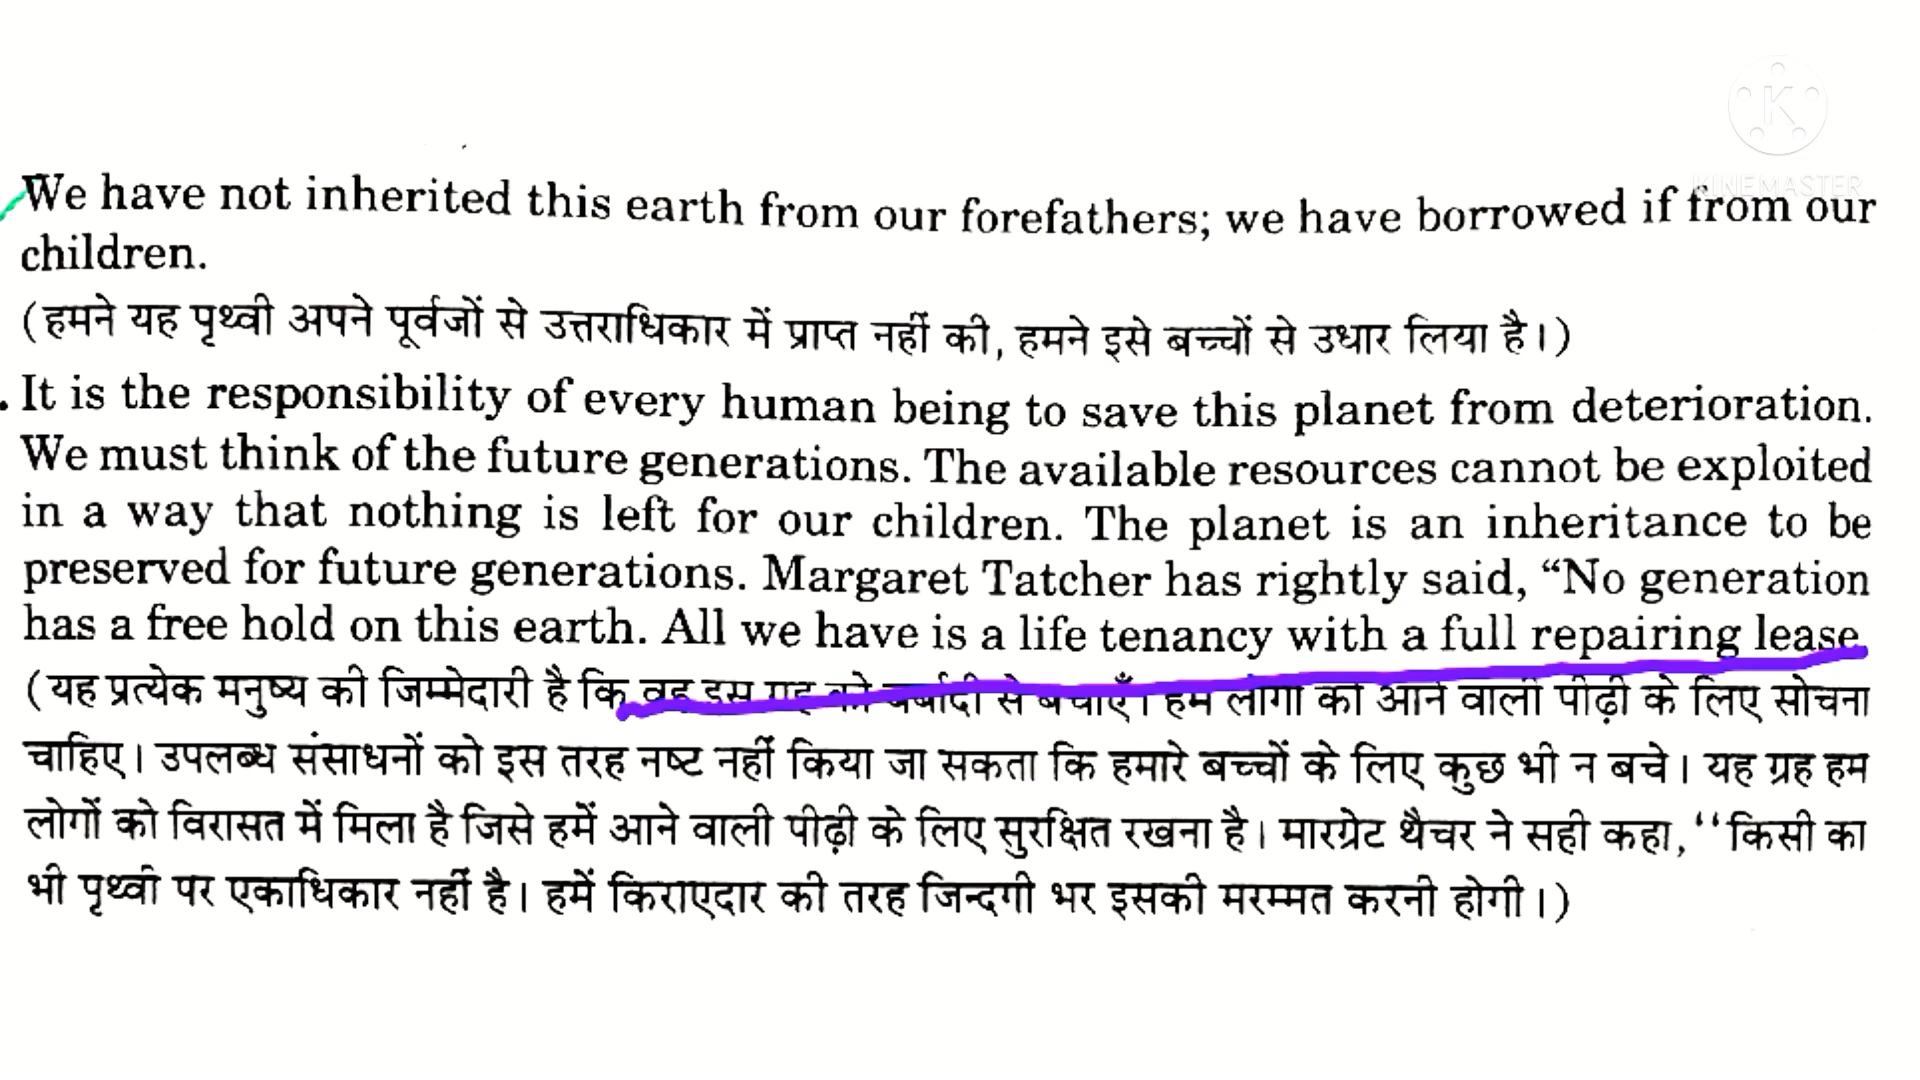 KINEMASTER
We have not inherited this earth from our forefathers; we have borrowed if from our
children.
(हमने यह पृथ्वी अपने पूर्वजों से उत्तराधिकार में प्राप्त नहीं की, हमने इसे बच्चों से उधार लिया है।)
. It is the responsibility of every human being to save this planet from deterioration.
We must think of the future generations. The available resources cannot be exploited
in a way that nothing is left for our children. The planet is an inheritance to be
preserved for future generations. Margaret Tatcher has rightly said, “No generation
has a free hold on this earth. All we have is a life tenancy with a full repairing lease.
(यह प्रत्येक मनुष्य की जिम्मेदारी है कि वह इस ग्रह को बर्बादी से बचाएँ। हम लोगों को आने वाली पीढ़ी के लिए सोचना
चाहिए। उपलब्ध संसाधनों को इस तरह नष्ट नहीं किया जा सकता कि हमारे बच्चों के लिए कुछ भी न बचे। यह ग्रह हम
लोगों को विरासत में मिला है जिसे हमें आने वाली पीढ़ी के लिए सुरक्षित रखना है। मारग्रेट थैचर ने सही कहा, ‘‘किसी का
भी पृथ्वी पर एकाधिकार नहीं है। हमें किराएदार की तरह जिन्दगी भर इसकी मरम्मत करनी होगी।)